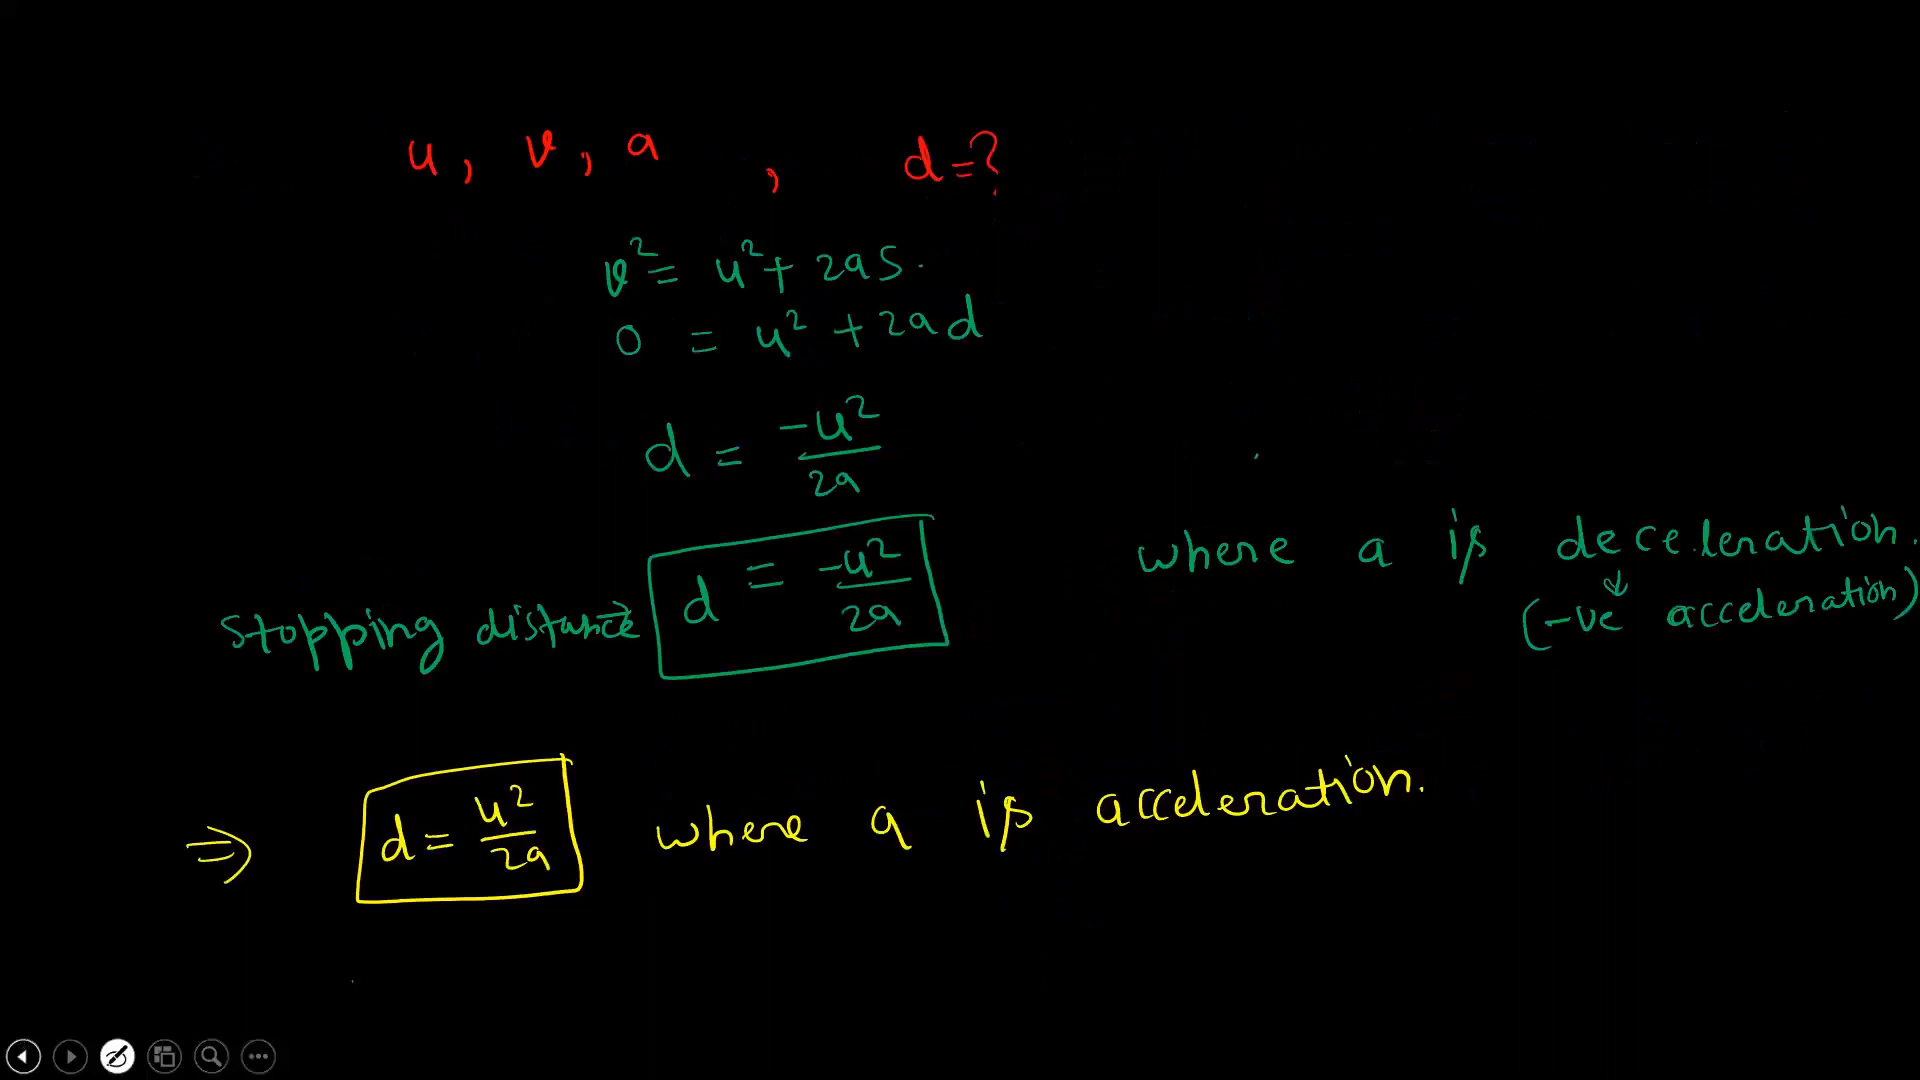 u, v, a , d=?
v² = u² + 2as.
0 = u² + 2ad
d = -u²/2a
stopping distance → d = -u²/2a where a is deceleration.
(-ve acceleration)
⇒ d = u²/2a where a is acceleration.